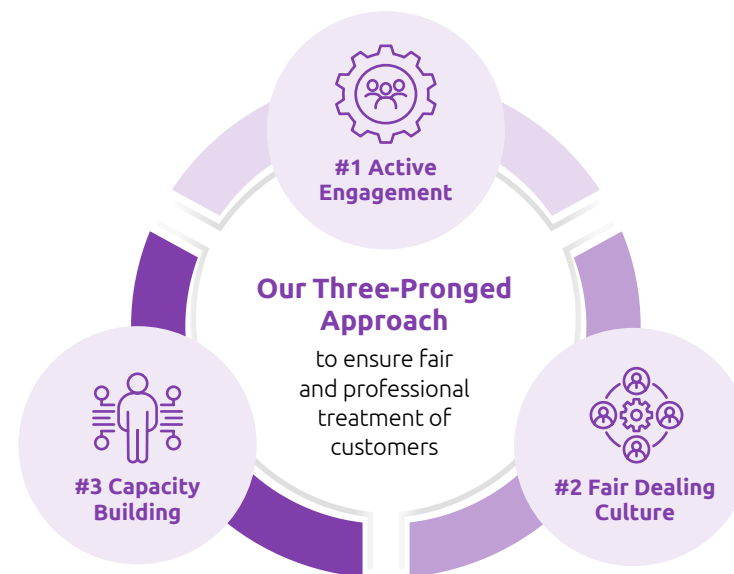 #1 Active
Engagement
Our Three-Pronged
Approach
to ensure fair
and professional
treatment of
customers
#3 Capacity
Building
#2 Fair Dealing
Culture